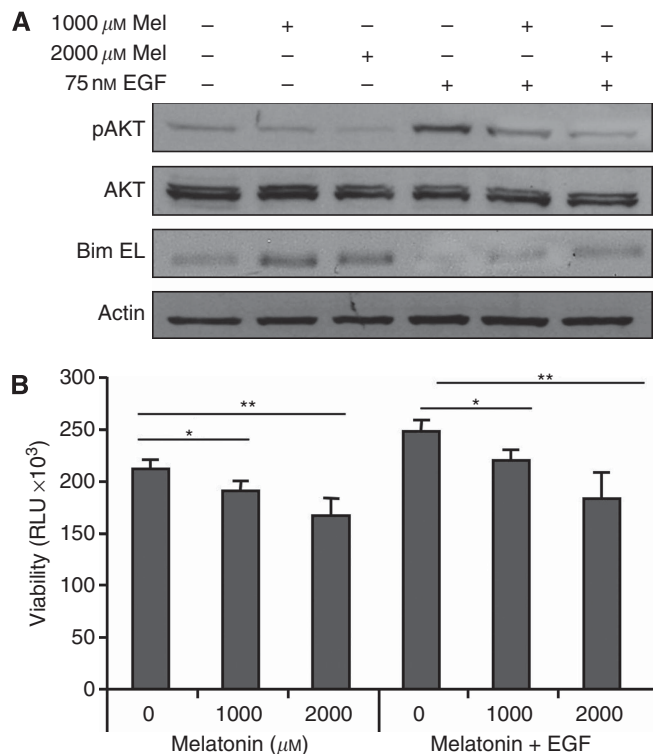 A
1000 μM Mel – + – – + –
2000 μM Mel – – + – – +
75 nM EGF – – – + + +
pAKT
AKT
Bim EL
Actin
B
300
250
200
150
100
50
0
Viability (RLU ×10³)
* ** * **
0 1000 2000 0 1000 2000
Melatonin (μM) Melatonin + EGF